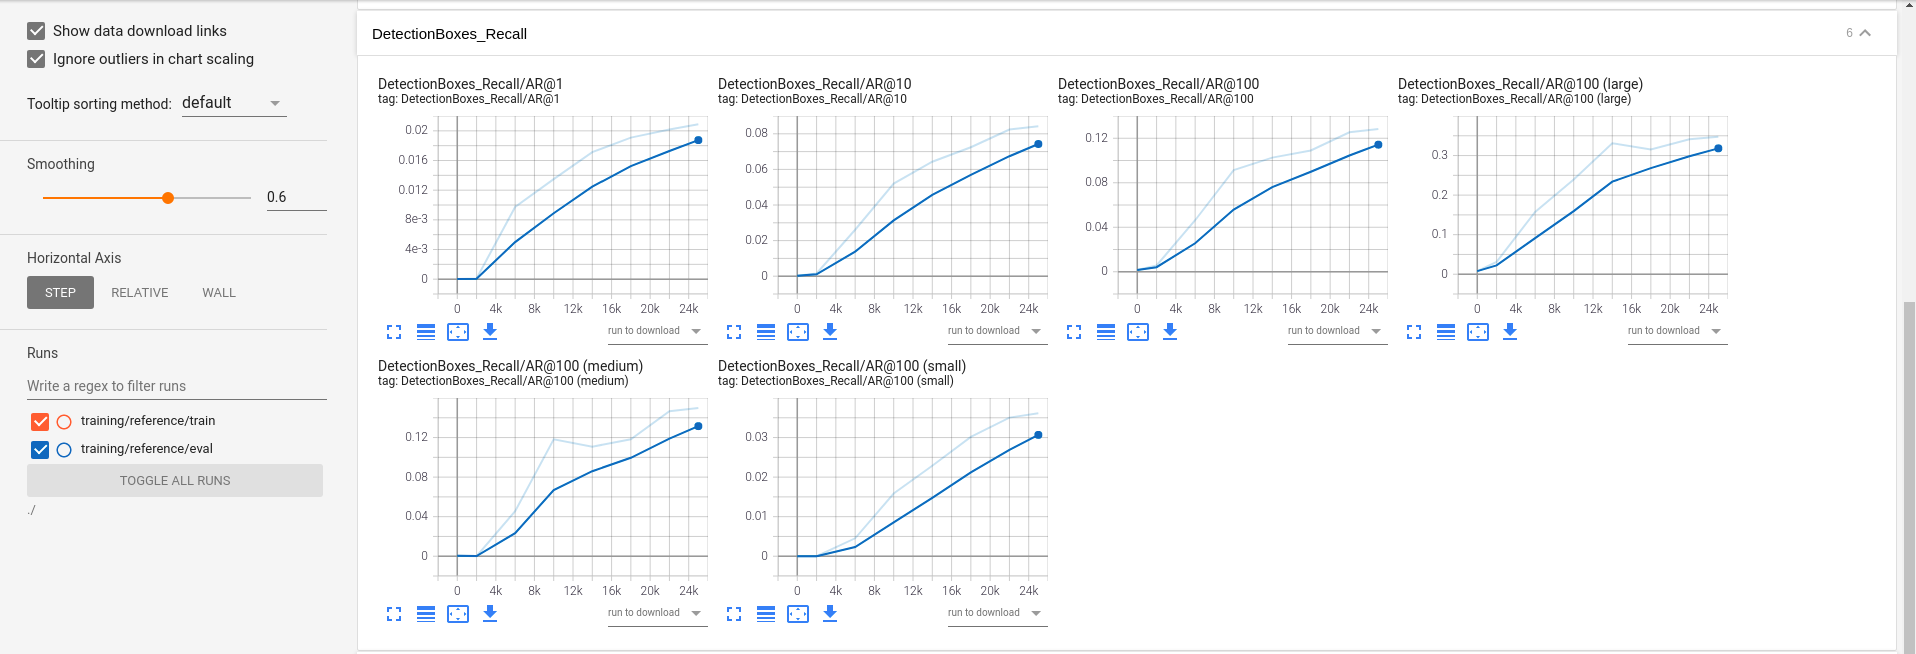 Show data download links
Ignore outliers in chart scaling
Tooltip sorting method: default
Smoothing
0.6
Horizontal Axis
STEP RELATIVE WALL
Runs
Write a regex to filter runs
training/reference/train
training/reference/eval
TOGGLE ALL RUNS
./
DetectionBoxes_Recall
6
DetectionBoxes_Recall/AR@1
tag: DetectionBoxes_Recall/AR@1
0.02
0.016
0.012
8e-3
4e-3
0
0 4k 8k 12k 16k 20k 24k
run to download
DetectionBoxes_Recall/AR@10
tag: DetectionBoxes_Recall/AR@10
0.08
0.06
0.04
0.02
0
0 4k 8k 12k 16k 20k 24k
run to download
DetectionBoxes_Recall/AR@100
tag: DetectionBoxes_Recall/AR@100
0.12
0.08
0.04
0
0 4k 8k 12k 16k 20k 24k
run to download
DetectionBoxes_Recall/AR@100 (large)
tag: DetectionBoxes_Recall/AR@100 (large)
0.3
0.2
0.1
0
0 4k 8k 12k 16k 20k 24k
run to download
DetectionBoxes_Recall/AR@100 (medium)
tag: DetectionBoxes_Recall/AR@100 (medium)
0.12
0.08
0.04
0
0 4k 8k 12k 16k 20k 24k
run to download
DetectionBoxes_Recall/AR@100 (small)
tag: DetectionBoxes_Recall/AR@100 (small)
0.03
0.02
0.01
0
0 4k 8k 12k 16k 20k 24k
run to download